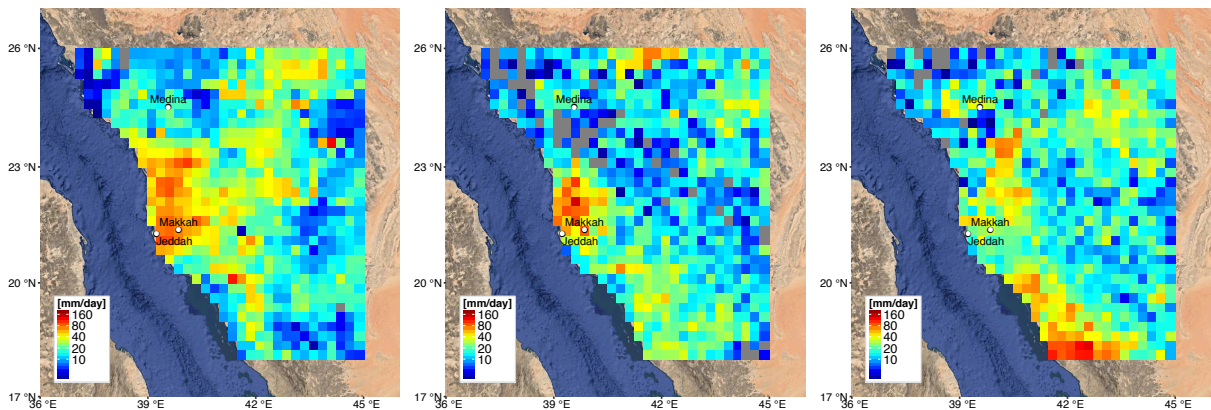 26 °N
Medina
23 °N
Makkah
Jeddah
20 °N
[mm/day]
160
80
40
20
10
17 °N
36 °E
39 °E
42 °E
45 °E
26 °N
Medina
23 °N
Makkah
Jeddah
20 °N
[mm/day]
160
80
40
20
10
17 °N
36 °E
39 °E
42 °E
45 °E
26 °N
Medina
23 °N
Makkah
Jeddah
20 °N
[mm/day]
160
80
40
20
10
17 °N
36 °E
39 °E
42 °E
45 °E